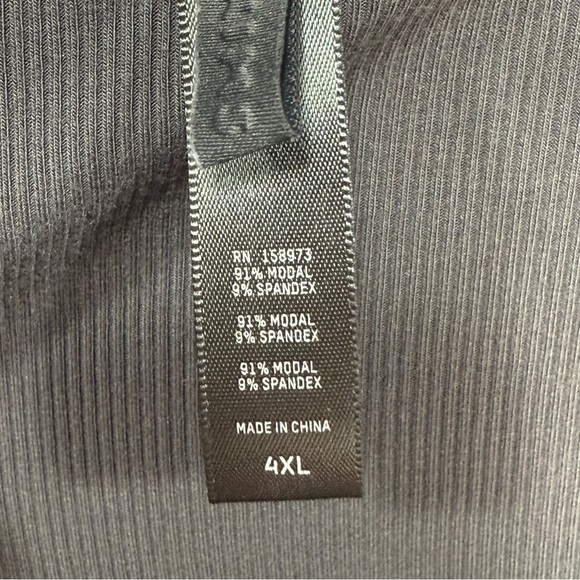 RN 158973
91% MODAL
9% SPANDEX
91% MODAL
9% SPANDEX
91% MODAL
9% SPANDEX
MADE IN CHINA
4XL